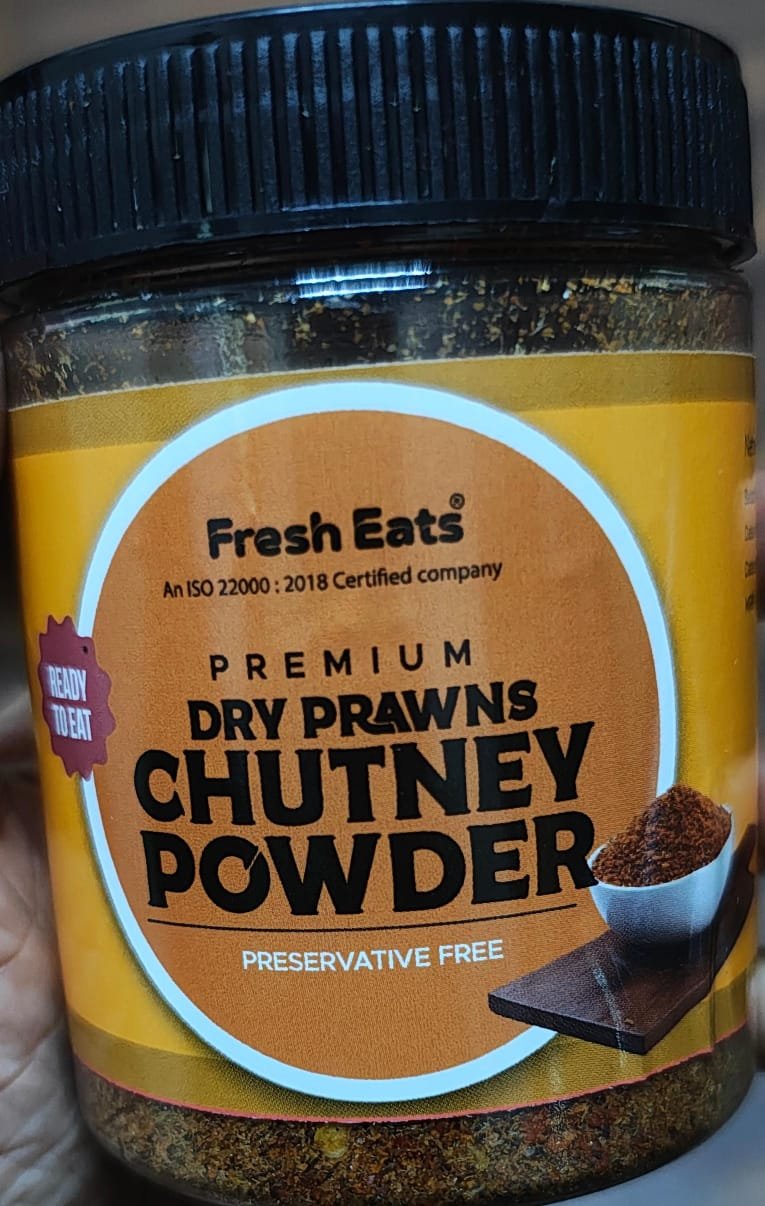 Fresh Eats®
An ISO 22000 : 2018 Certified company
PREMIUM
DRY PRAWNS
CHUTNEY
POWDER
PRESERVATIVE FREE
READY
TO EAT